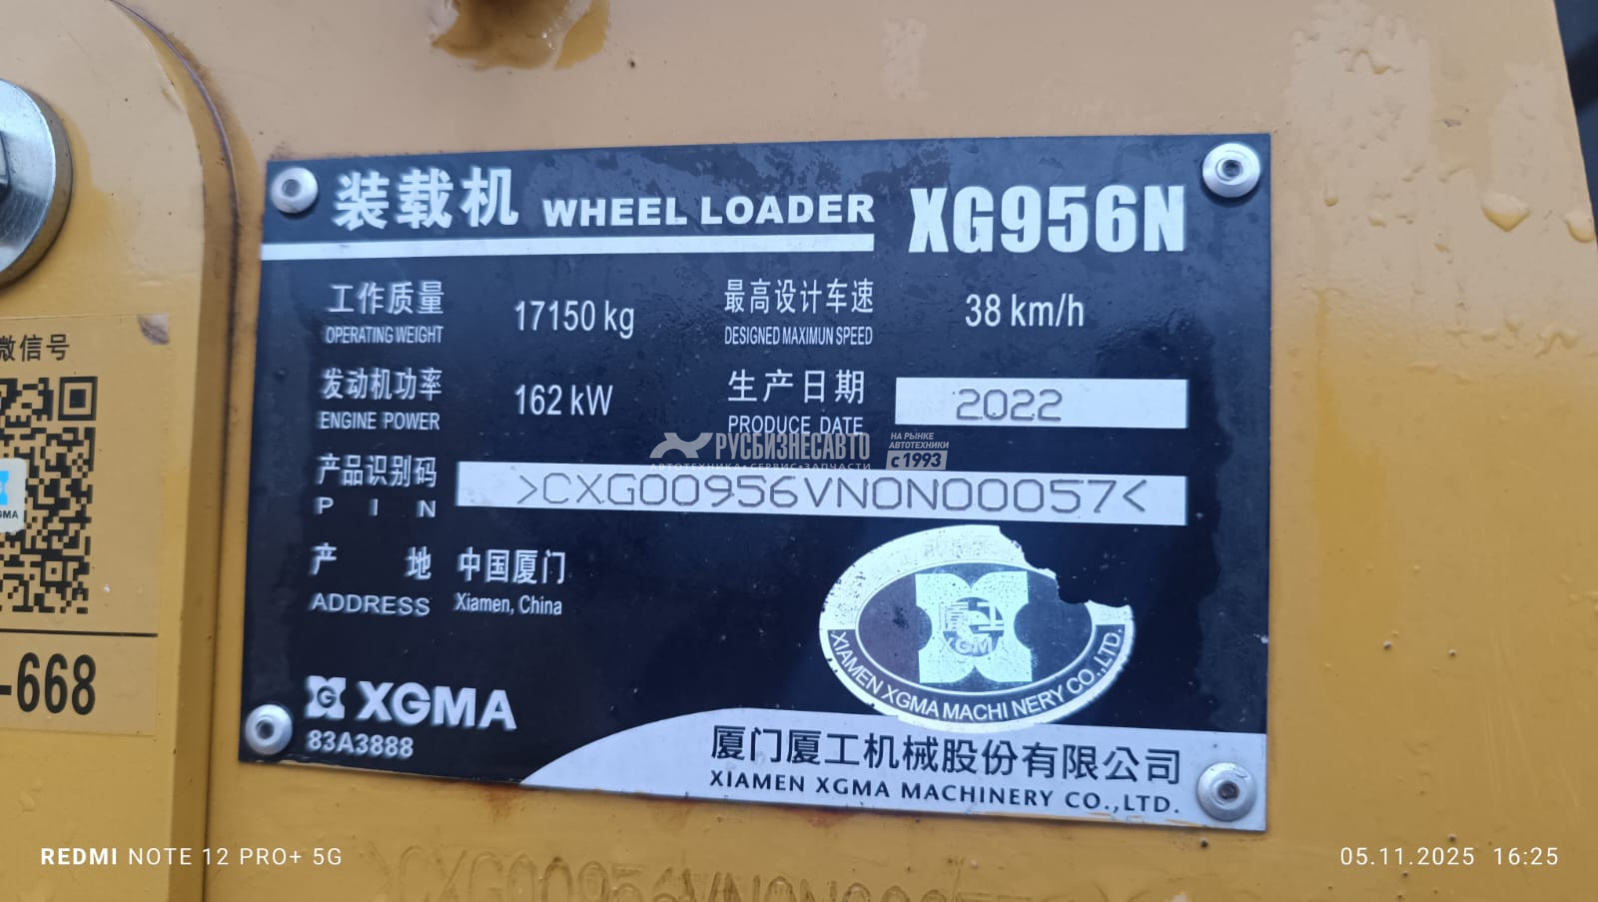 装载机 WHEEL LOADER XG956N
工作质量 17150 kg 最高设计车速 38 km/h
OPERATING WEIGHT DESIGNED MAXIMUN SPEED
发动机功率 162 kW 生产日期 2022
ENGINE POWER PRODUCE DATE
РУСБИЗНЕСАВТО НА РЫНКЕ АВТОТЕХНИКИ с 1993
АВТОТЕХНИКА•СЕРВИС•ЗАПЧАСТИ
产品识别码 >CXG00956VN0N00057<
P I N
产 地 中国厦门
ADDRESS Xiamen, China
厦工
XGMA
XIAMEN XGMA MACHINERY CO.,LTD.
G XGMA
83A3888
厦门厦工机械股份有限公司
XIAMEN XGMA MACHINERY CO.,LTD.
微信号
-668
REDMI NOTE 12 PRO+ 5G
05.11.2025 16:25